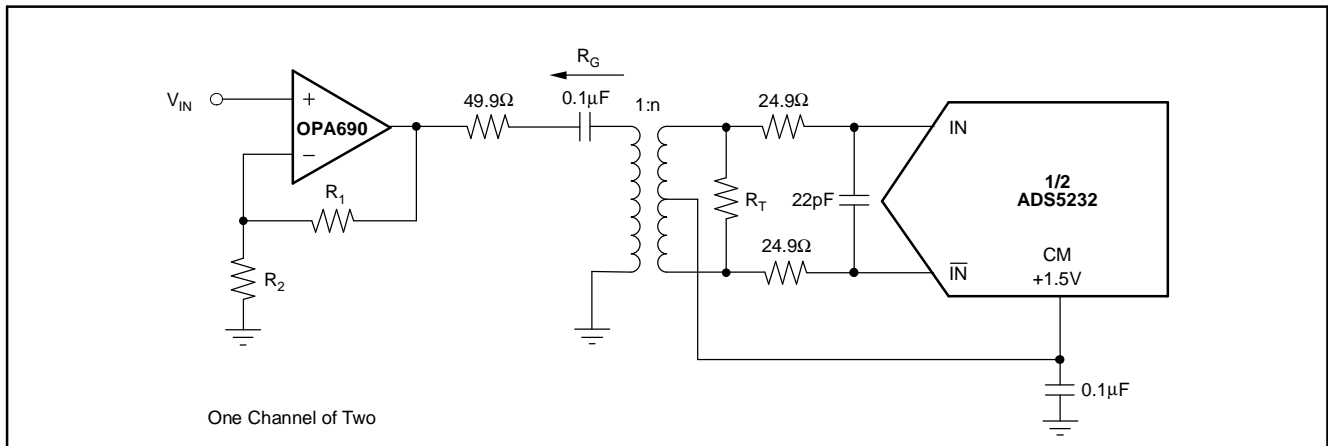 R_G
V_IN
+
OPA690
−
49.9Ω
0.1μF
1:n
24.9Ω
IN
R_1
R_T
22pF
1/2
ADS5232
R_2
24.9Ω
CM
+1.5V
I̅N̅
0.1μF
One Channel of Two